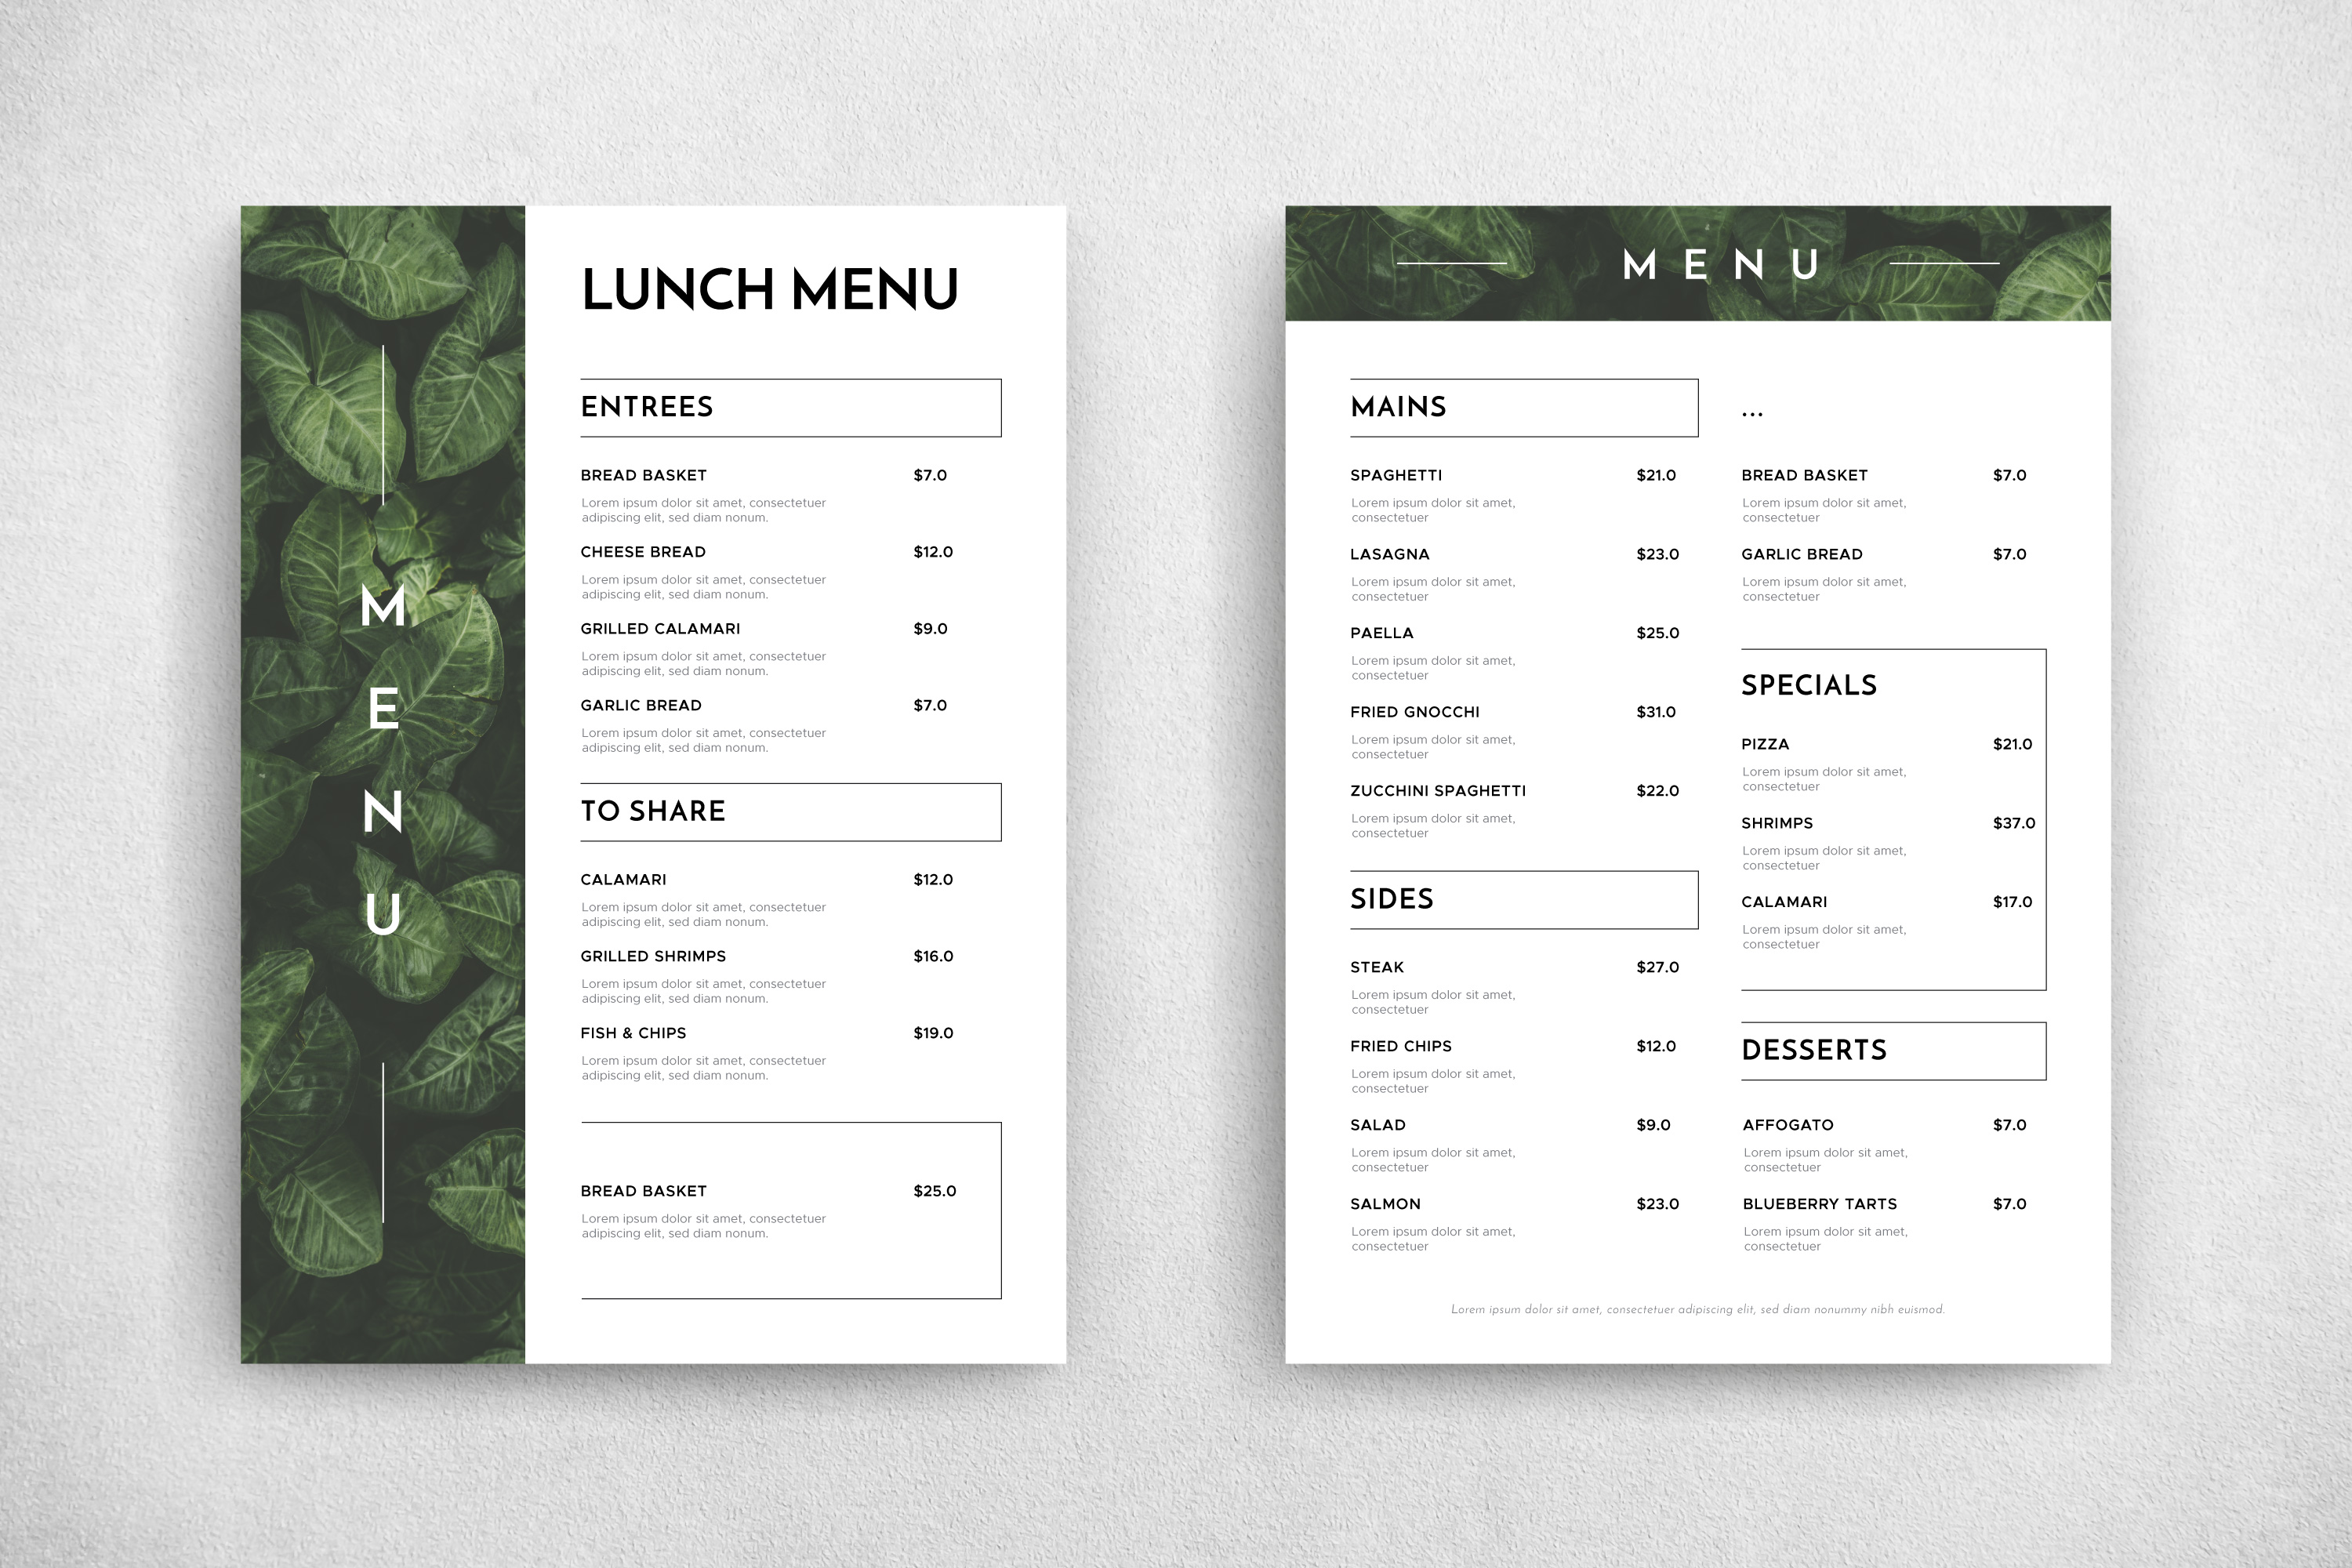 MENU
LUNCH MENU
ENTREES
BREAD BASKET $7.0
Lorem ipsum dolor sit amet, consectetuer
adipiscing elit, sed diam nonum.
CHEESE BREAD $12.0
Lorem ipsum dolor sit amet, consectetuer
adipiscing elit, sed diam nonum.
GRILLED CALAMARI $9.0
Lorem ipsum dolor sit amet, consectetuer
adipiscing elit, sed diam nonum.
GARLIC BREAD $7.0
Lorem ipsum dolor sit amet, consectetuer
adipiscing elit, sed diam nonum.
TO SHARE
CALAMARI $12.0
Lorem ipsum dolor sit amet, consectetuer
adipiscing elit, sed diam nonum.
GRILLED SHRIMPS $16.0
Lorem ipsum dolor sit amet, consectetuer
adipiscing elit, sed diam nonum.
FISH & CHIPS $19.0
Lorem ipsum dolor sit amet, consectetuer
adipiscing elit, sed diam nonum.
BREAD BASKET $25.0
Lorem ipsum dolor sit amet, consectetuer
adipiscing elit, sed diam nonum.
MENU
MAINS
SPAGHETTI $21.0
Lorem ipsum dolor sit amet,
consectetuer
LASAGNA $23.0
Lorem ipsum dolor sit amet,
consectetuer
PAELLA $25.0
Lorem ipsum dolor sit amet,
consectetuer
FRIED GNOCCHI $31.0
Lorem ipsum dolor sit amet,
consectetuer
ZUCCHINI SPAGHETTI $22.0
Lorem ipsum dolor sit amet,
consectetuer
SIDES
STEAK $27.0
Lorem ipsum dolor sit amet,
consectetuer
FRIED CHIPS $12.0
Lorem ipsum dolor sit amet,
consectetuer
SALAD $9.0
Lorem ipsum dolor sit amet,
consectetuer
SALMON $23.0
Lorem ipsum dolor sit amet,
consectetuer
...
BREAD BASKET $7.0
Lorem ipsum dolor sit amet,
consectetuer
GARLIC BREAD $7.0
Lorem ipsum dolor sit amet,
consectetuer
SPECIALS
PIZZA $21.0
Lorem ipsum dolor sit amet,
consectetuer
SHRIMPS $37.0
Lorem ipsum dolor sit amet,
consectetuer
CALAMARI $17.0
Lorem ipsum dolor sit amet,
consectetuer
DESSERTS
AFFOGATO $7.0
Lorem ipsum dolor sit amet,
consectetuer
BLUEBERRY TARTS $7.0
Lorem ipsum dolor sit amet,
consectetuer
Lorem ipsum dolor sit amet, consectetuer adipiscing elit, sed diam nonummy nibh euismod.